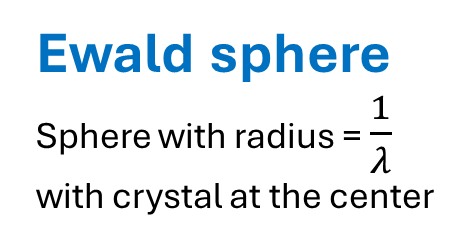 Ewald sphere
Sphere with radius = 1/λ
with crystal at the center